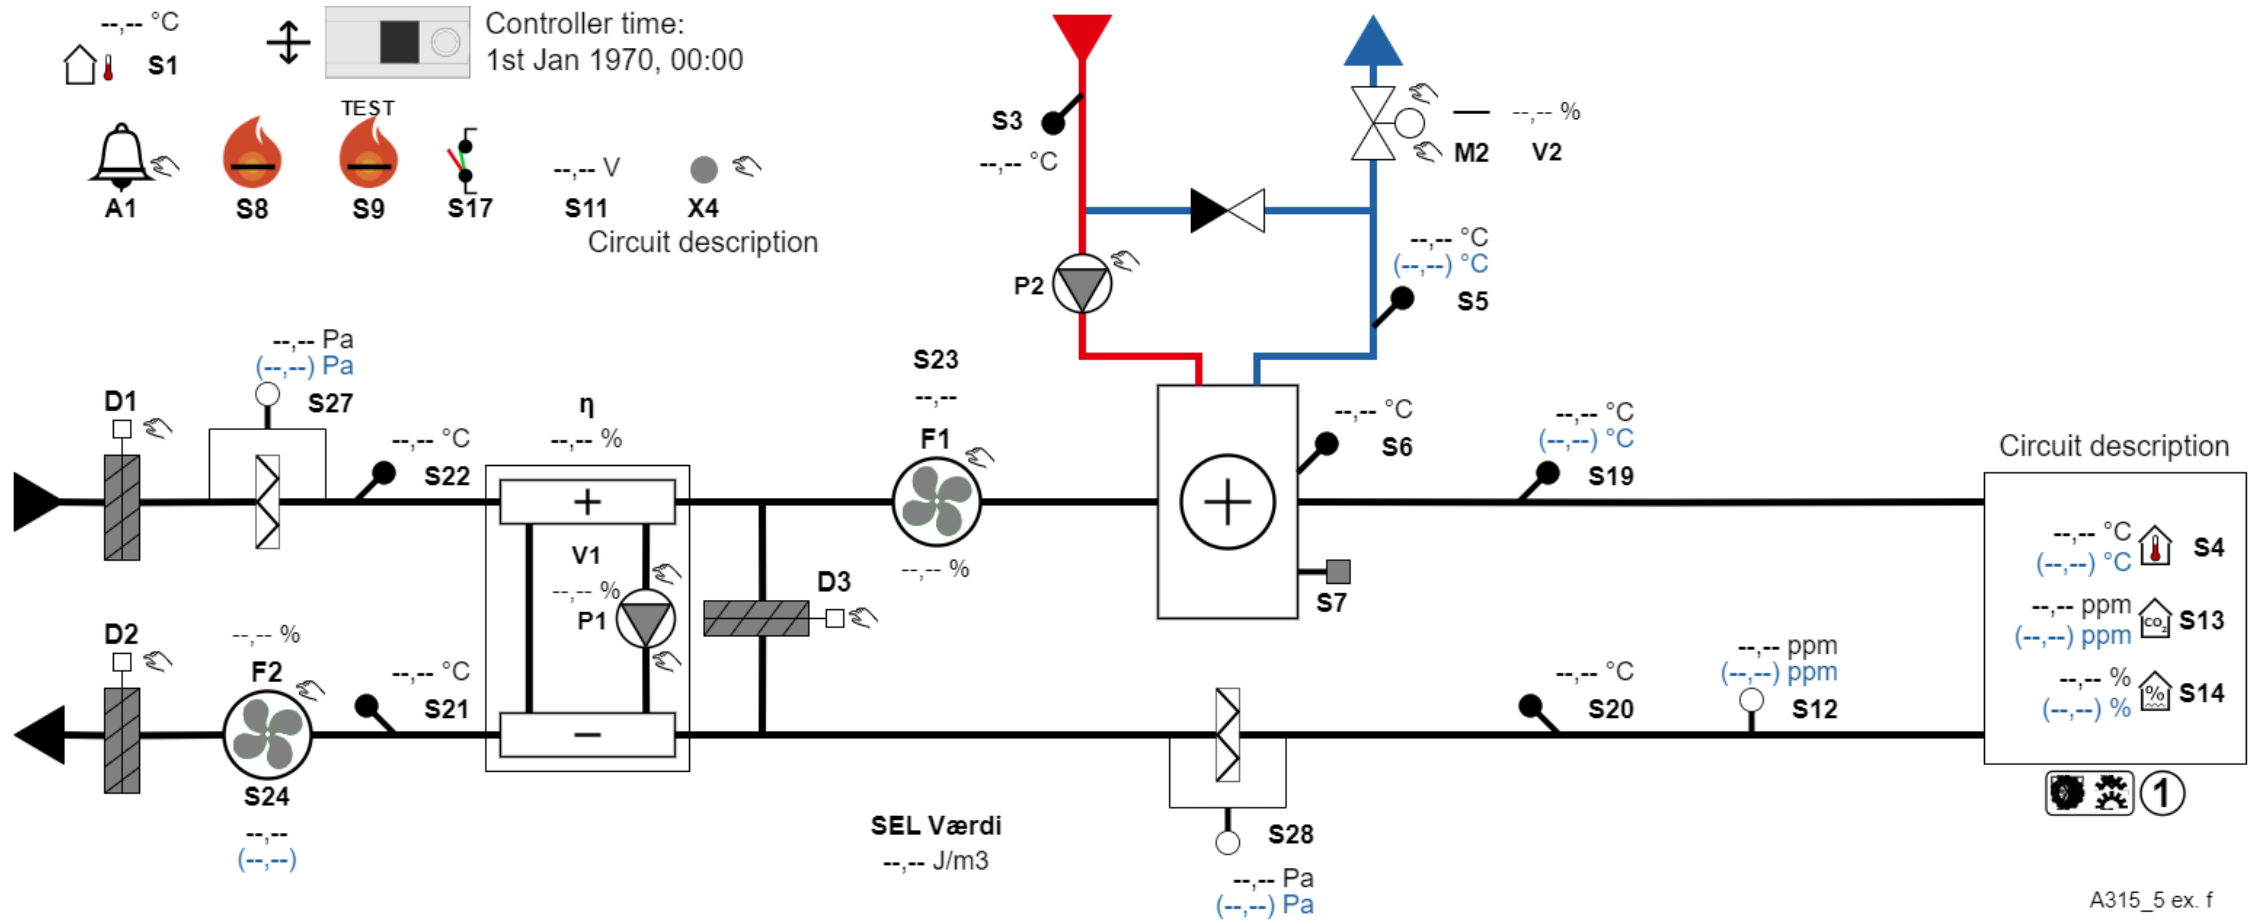 --,-- °C
S1
Controller time:
1st Jan 1970, 00:00
TEST
A1
S8
S9
S17
--,-- V
S11
X4
Circuit description
S3
--,-- °C
--,-- %
M2
V2
P2
--,-- °C
(--,--) °C
S5
--,-- Pa
(--,--) Pa
S27
D1
--,-- °C
S22
η
--,-- %
S23
--,--
F1
--,-- %
--,-- °C
S6
S7
--,-- °C
(--,--) °C
S19
Circuit description
--,-- °C
(--,--) °C
S4
--,-- ppm
(--,--) ppm
CO2
S13
--,-- %
(--,--) %
%
S14
V1
--,-- %
P1
D3
D2
--,-- %
F2
S24
--,--
(--,--)
--,-- °C
S21
SEL Værdi
--,-- J/m3
S28
--,-- Pa
(--,--) Pa
--,-- °C
S20
--,-- ppm
(--,--) ppm
S12
1
A315_5 ex. f